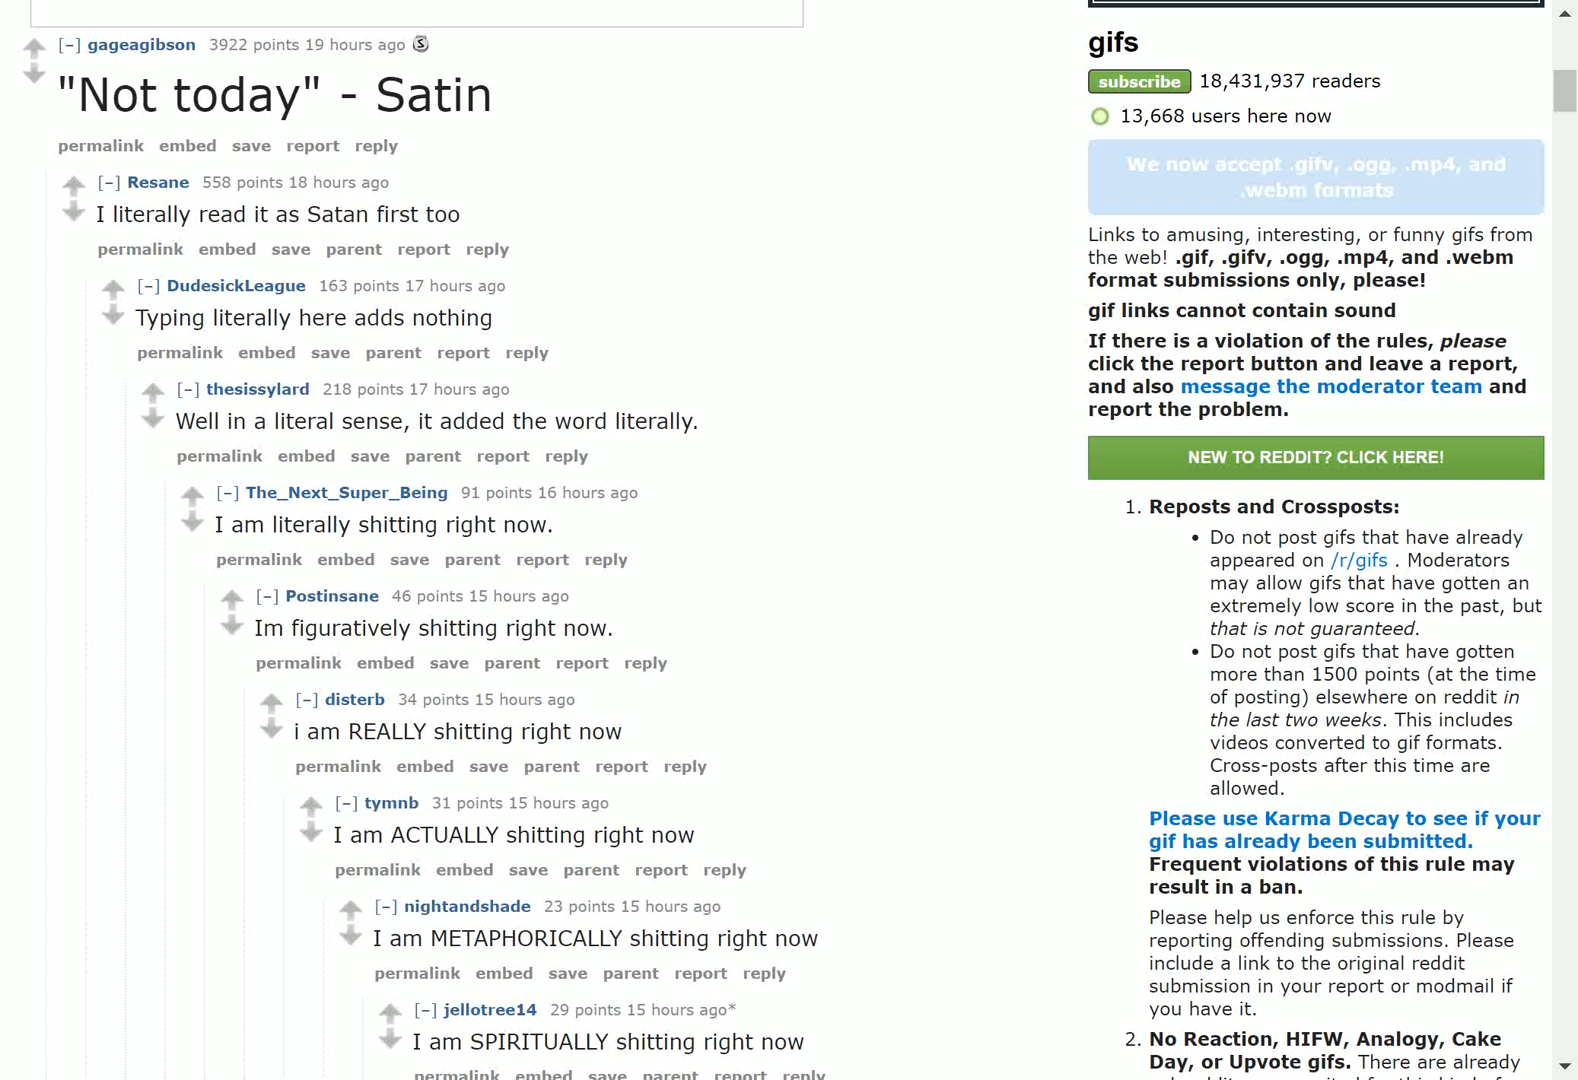 [–] gageagibson 3922 points 19 hours ago
"Not today" - Satin
permalink embed save report reply
[–] Resane 558 points 18 hours ago
I literally read it as Satan first too
permalink embed save parent report reply
[–] DudesickLeague 163 points 17 hours ago
Typing literally here adds nothing
permalink embed save parent report reply
[–] thesissylard 218 points 17 hours ago
Well in a literal sense, it added the word literally.
permalink embed save parent report reply
[–] The_Next_Super_Being 91 points 16 hours ago
I am literally shitting right now.
permalink embed save parent report reply
[–] Postinsane 46 points 15 hours ago
Im figuratively shitting right now.
permalink embed save parent report reply
[–] disterb 34 points 15 hours ago
i am REALLY shitting right now
permalink embed save parent report reply
[–] tymnb 31 points 15 hours ago
I am ACTUALLY shitting right now
permalink embed save parent report reply
[–] nightandshade 23 points 15 hours ago
I am METAPHORICALLY shitting right now
permalink embed save parent report reply
[–] jellotree14 29 points 15 hours ago*
I am SPIRITUALLY shitting right now
permalink embed save parent report reply
gifs
subscribe 18,431,937 readers
13,668 users here now
We now accept .gifv, .ogg, .mp4, and
.webm formats
Links to amusing, interesting, or funny gifs from
the web! .gif, .gifv, .ogg, .mp4, and .webm
format submissions only, please!
gif links cannot contain sound
If there is a violation of the rules, please
click the report button and leave a report,
and also message the moderator team and
report the problem.
NEW TO REDDIT? CLICK HERE!
1. Reposts and Crossposts:
• Do not post gifs that have already
appeared on /r/gifs . Moderators
may allow gifs that have gotten an
extremely low score in the past, but
that is not guaranteed.
• Do not post gifs that have gotten
more than 1500 points (at the time
of posting) elsewhere on reddit in
the last two weeks. This includes
videos converted to gif formats.
Cross-posts after this time are
allowed.
Please use Karma Decay to see if your
gif has already been submitted.
Frequent violations of this rule may
result in a ban.
Please help us enforce this rule by
reporting offending submissions. Please
include a link to the original reddit
submission in your report or modmail if
you have it.
2. No Reaction, HIFW, Analogy, Cake
Day, or Upvote gifs. There are already